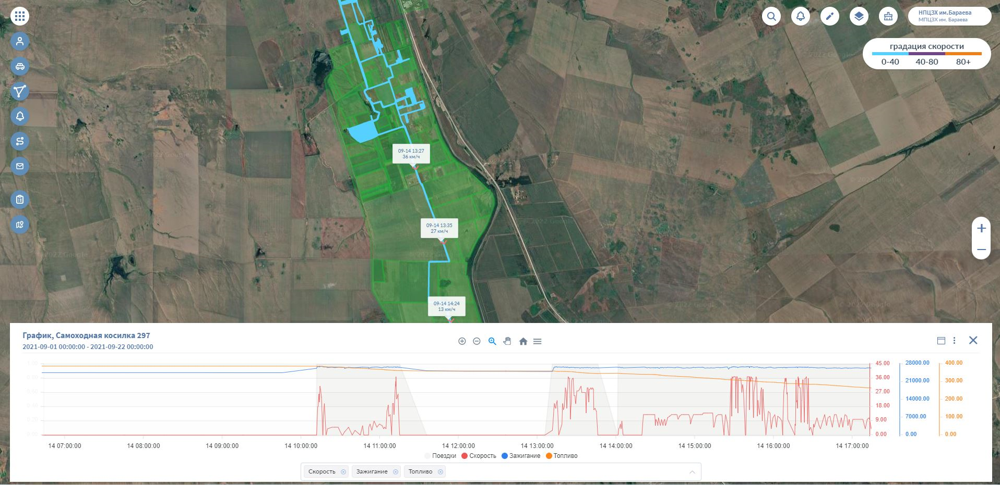 НПЦЗХ им.Бараева
МПЦЗХ им. Бараева
градация скорости
0-40 40-80 80+
09-14 13:27
36 км/ч
09-14 13:35
27 км/ч
09-14 14:24
13 км/ч
График, Самоходная косилка 297
2021-09-01 00:00:00 - 2021-09-22 00:00:00
1.00 45.00 28000.00 400.00
0.80 36.00 21000.00 300.00
0.60 27.00 14000.00 200.00
0.40 18.00 7000.00 100.00
0.20 9.00
0.00 0.00 0.00 0.00
14 07:00:00 14 08:00:00 14 09:00:00 14 10:00:00 14 11:00:00 14 12:00:00 14 13:00:00 14 14:00:00 14 15:00:00 14 16:00:00 14 17:00:00
Поездки Скорость Зажигание Топливо
Скорость Зажигание Топливо